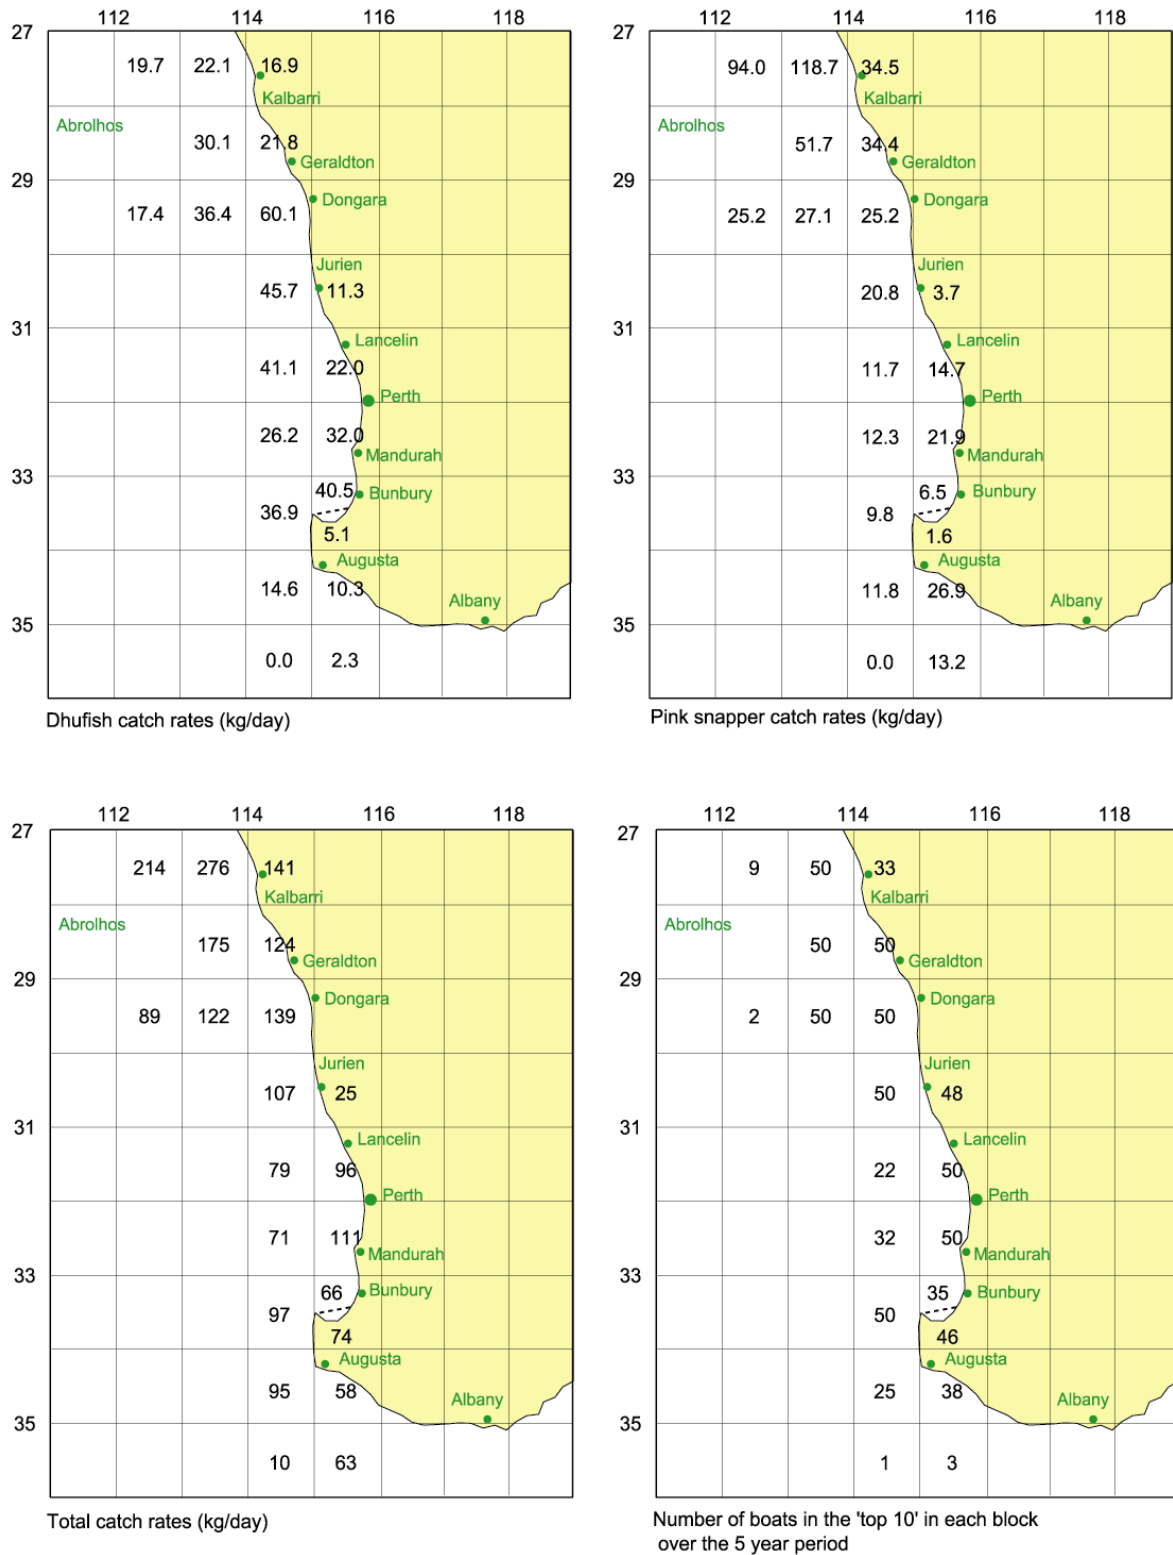 112 114 116 118
27
19.7 22.1 16.9
Kalbarri
Abrolhos
30.1 21.8
Geraldton
29
Dongara
17.4 36.4 60.1
Jurien
45.7 11.3
31
Lancelin
41.1 22.0
Perth
26.2 32.0
Mandurah
33
40.5 Bunbury
36.9
5.1
Augusta
14.6 10.3
Albany
35
0.0 2.3
Dhufish catch rates (kg/day)
112 114 116 118
27
94.0 118.7 34.5
Kalbarri
Abrolhos
51.7 34.4
Geraldton
29
Dongara
25.2 27.1 25.2
Jurien
20.8 3.7
31
Lancelin
11.7 14.7
Perth
12.3 21.9
Mandurah
33
6.5 Bunbury
9.8
1.6
Augusta
11.8 26.9
Albany
35
0.0 13.2
Pink snapper catch rates (kg/day)
112 114 116 118
27
214 276 141
Kalbarri
Abrolhos
175 124
Geraldton
29
Dongara
89 122 139
Jurien
107 25
31
Lancelin
79 96
Perth
71 111
Mandurah
33
66 Bunbury
97
74
Augusta
95 58
Albany
35
10 63
Total catch rates (kg/day)
112 114 116 118
27
9 50 33
Kalbarri
Abrolhos
50 50
Geraldton
29
Dongara
2 50 50
Jurien
50 48
31
Lancelin
22 50
Perth
32 50
Mandurah
33
35 Bunbury
50
46
Augusta
25 38
Albany
35
1 3
Number of boats in the 'top 10' in each block
over the 5 year period